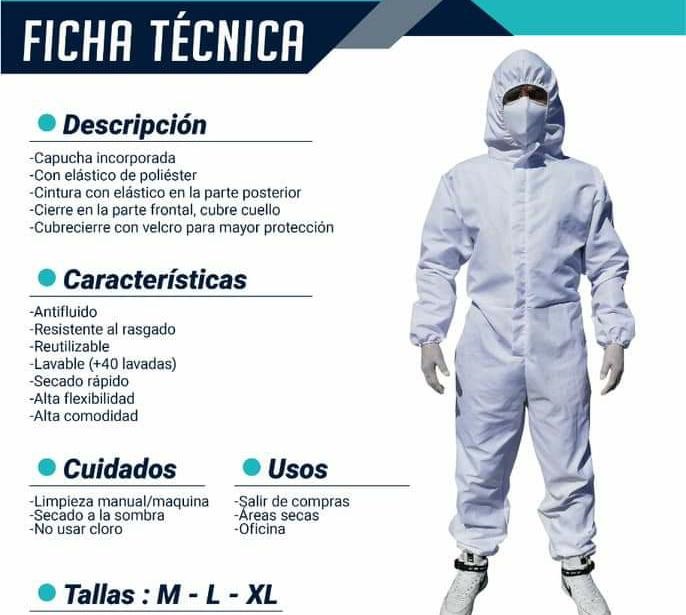 FICHA TÉCNICA
Descripción
-Capucha incorporada
-Con elástico de poliéster
-Cintura con elástico en la parte posterior
-Cierre en la parte frontal, cubre cuello
-Cubrecierre con velcro para mayor protección
Características
-Antifluido
-Resistente al rasgado
-Reutilizable
-Lavable (+40 lavadas)
-Secado rápido
-Alta flexibilidad
-Alta comodidad
Cuidados
-Limpieza manual/maquina
-Secado a la sombra
-No usar cloro
Usos
-Salir de compras
-Áreas secas
-Oficina
Tallas : M - L - XL